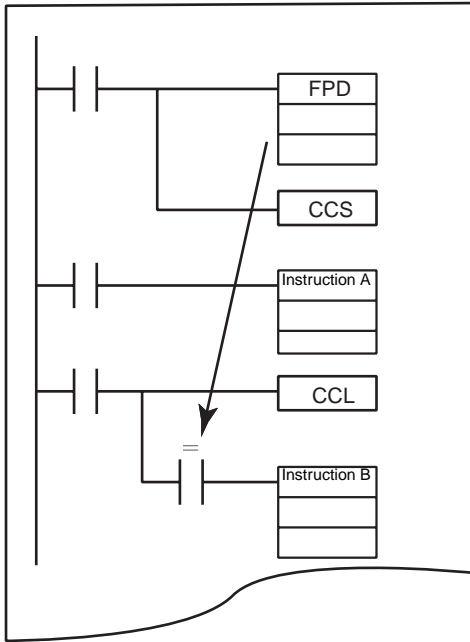 FPD
CCS
Instruction A
CCL
=
Instruction B